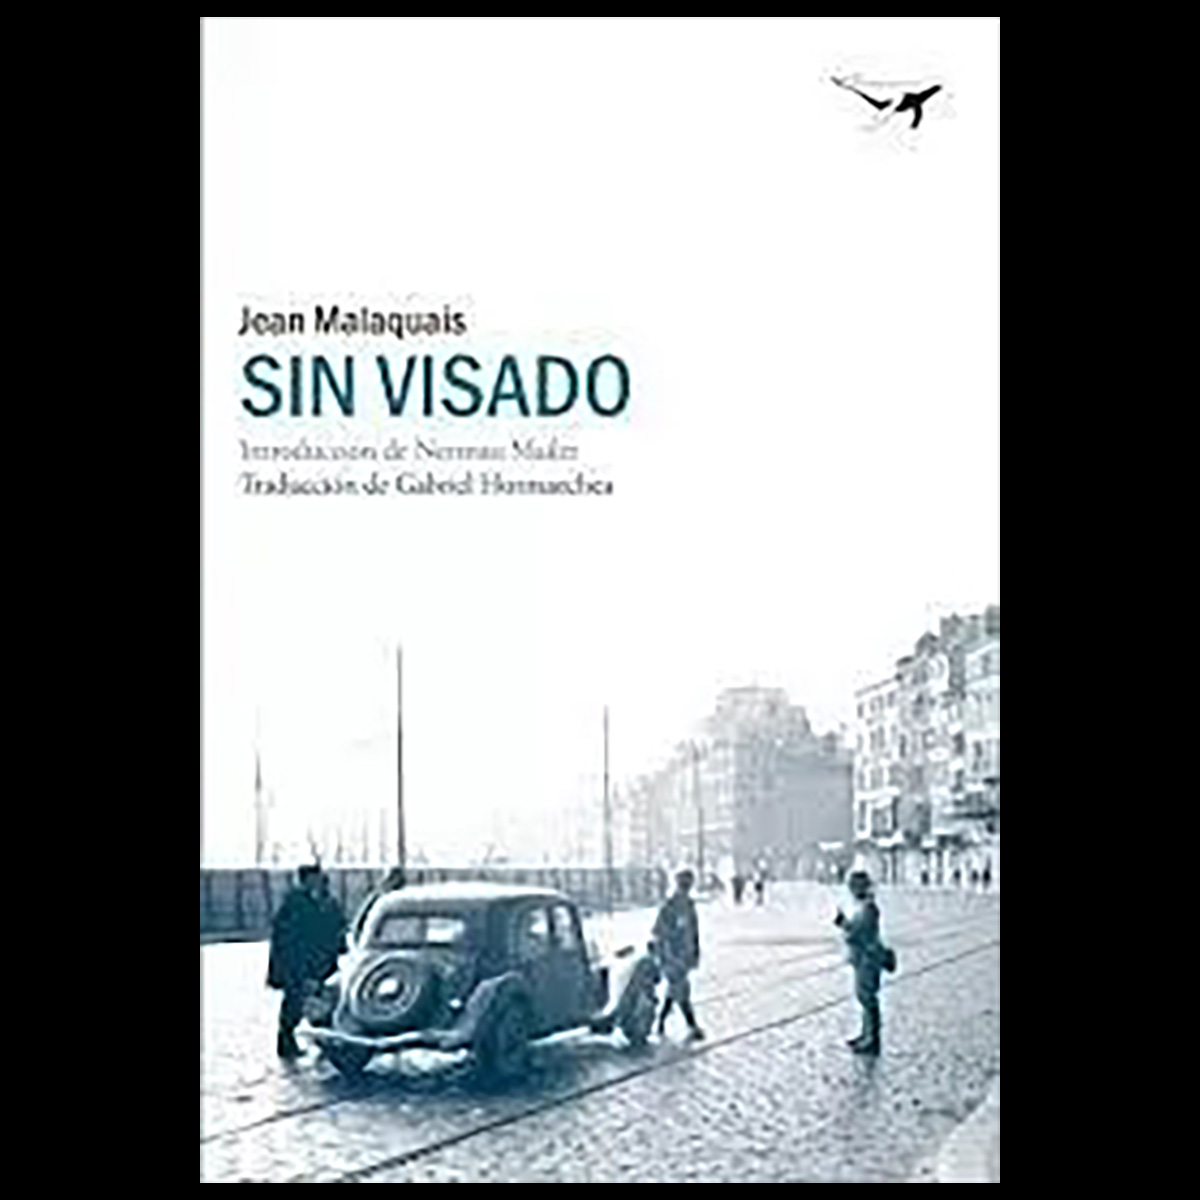 Jean Malaquais
SIN VISADO
Introducción de Norman Mailer
Traducción de Gabriel Hormaechea